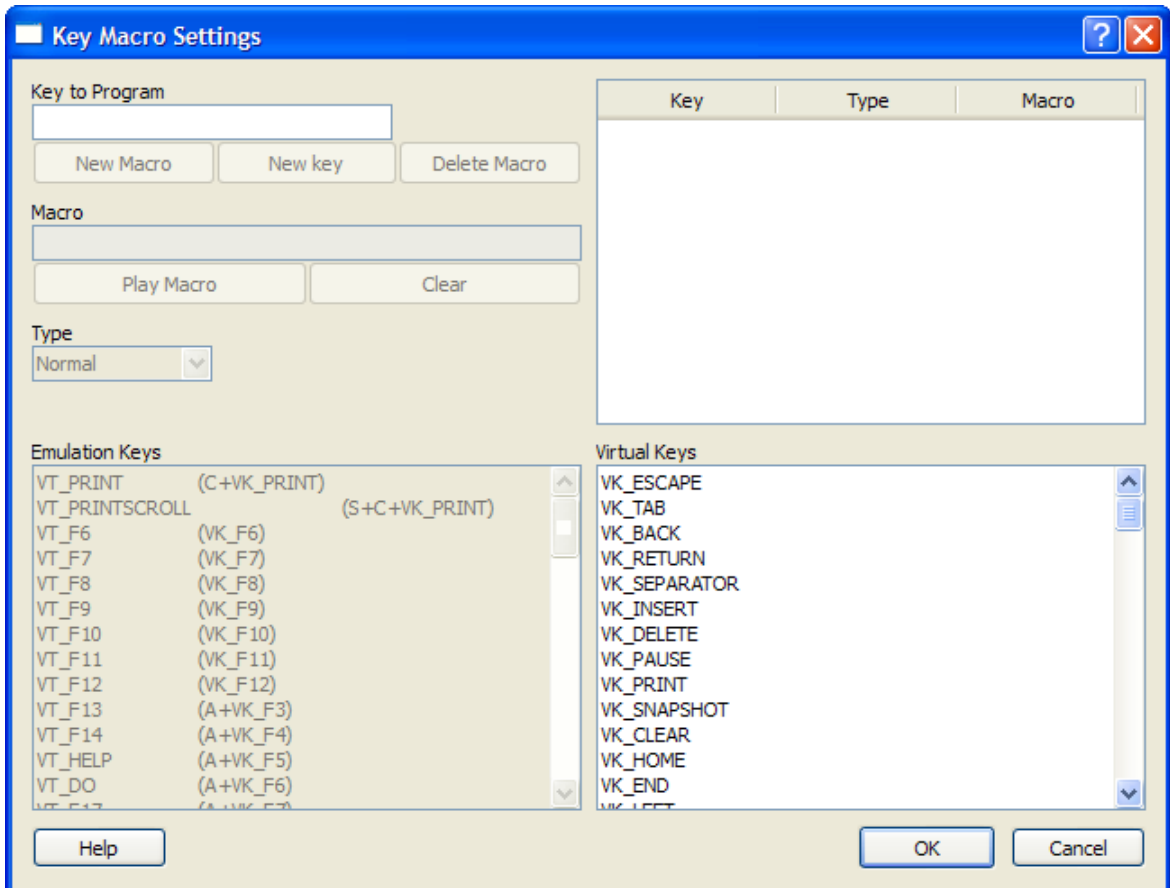 Key Macro Settings
Key to Program
New Macro New key Delete Macro
Macro
Play Macro Clear
Type
Normal
Key Type Macro
Emulation Keys
VT_PRINT (C+VK_PRINT)
VT_PRINTSCROLL (S+C+VK_PRINT)
VT_F6 (VK_F6)
VT_F7 (VK_F7)
VT_F8 (VK_F8)
VT_F9 (VK_F9)
VT_F10 (VK_F10)
VT_F11 (VK_F11)
VT_F12 (VK_F12)
VT_F13 (A+VK_F3)
VT_F14 (A+VK_F4)
VT_HELP (A+VK_F5)
VT_DO (A+VK_F6)
VT_F17 (A+VK_F7)
Virtual Keys
VK_ESCAPE
VK_TAB
VK_BACK
VK_RETURN
VK_SEPARATOR
VK_INSERT
VK_DELETE
VK_PAUSE
VK_PRINT
VK_SNAPSHOT
VK_CLEAR
VK_HOME
VK_END
VK_LEFT
Help OK Cancel